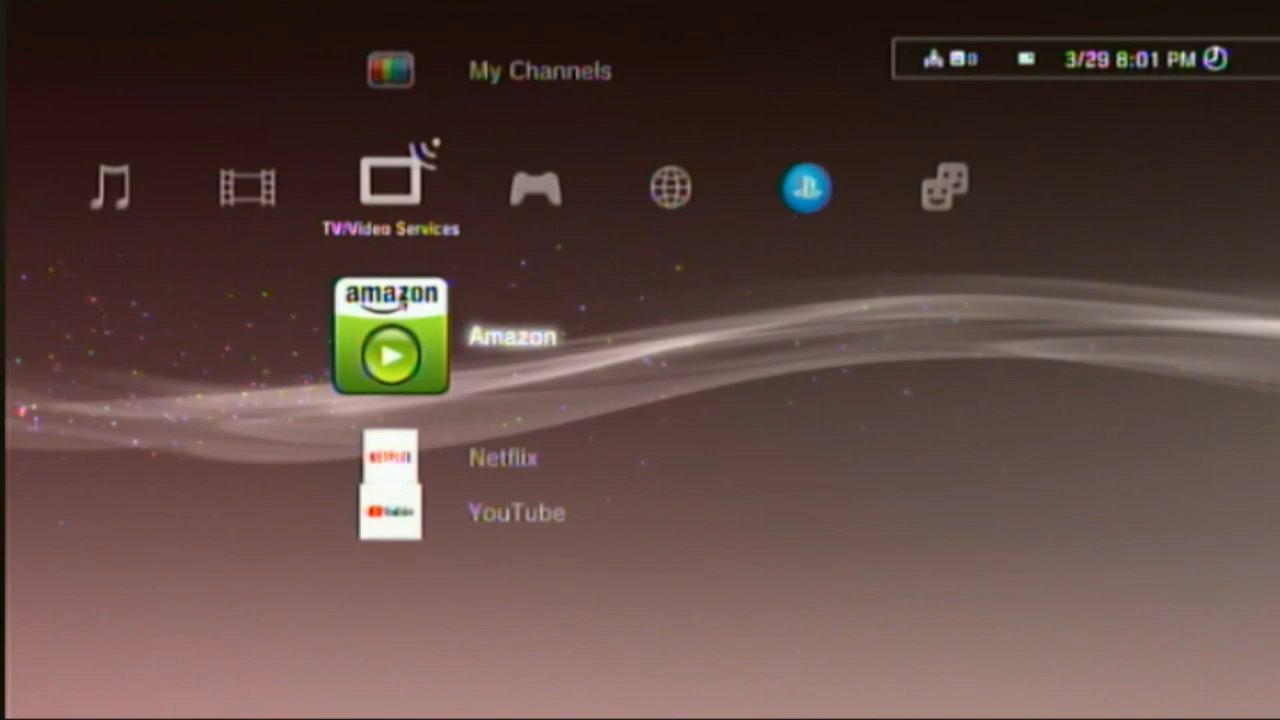 My Channels
3/29 8:01 PM
TV/Video Services
amazon
Amazon
NETFLIX
Netflix
YouTube
YouTube